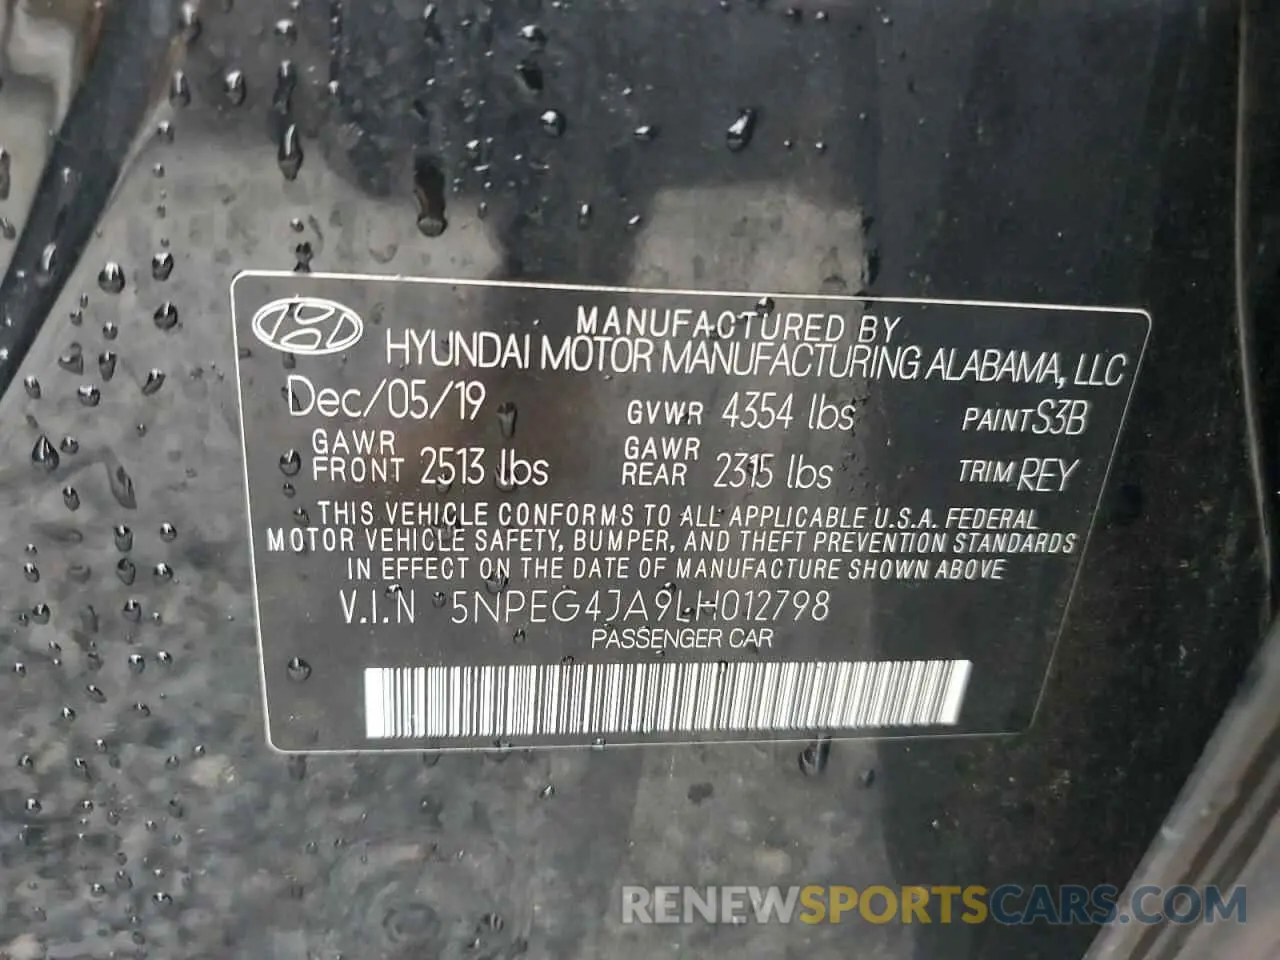 MANUFACTURED BY
HYUNDAI MOTOR MANUFACTURING ALABAMA, LLC
Dec/05/19 GVWR 4354 lbs PAINT S3B
GAWR FRONT 2513 lbs GAWR REAR 2315 lbs TRIM REY
THIS VEHICLE CONFORMS TO ALL APPLICABLE U.S.A. FEDERAL
MOTOR VEHICLE SAFETY, BUMPER, AND THEFT PREVENTION STANDARDS
IN EFFECT ON THE DATE OF MANUFACTURE SHOWN ABOVE
V.I.N 5NPEG4JA9LH012798
PASSENGER CAR
RENEWSPORTSCARS.COM